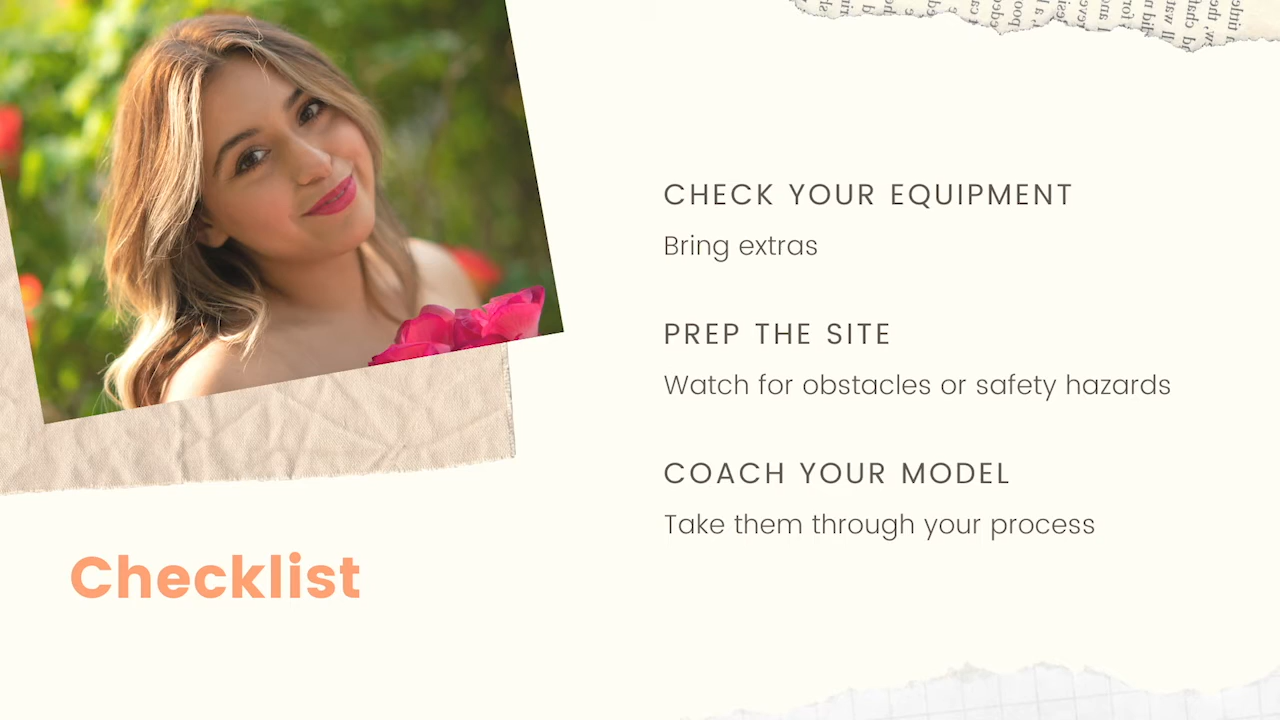 CHECK YOUR EQUIPMENT
Bring extras
PREP THE SITE
Watch for obstacles or safety hazards
COACH YOUR MODEL
Take them through your process
Checklist